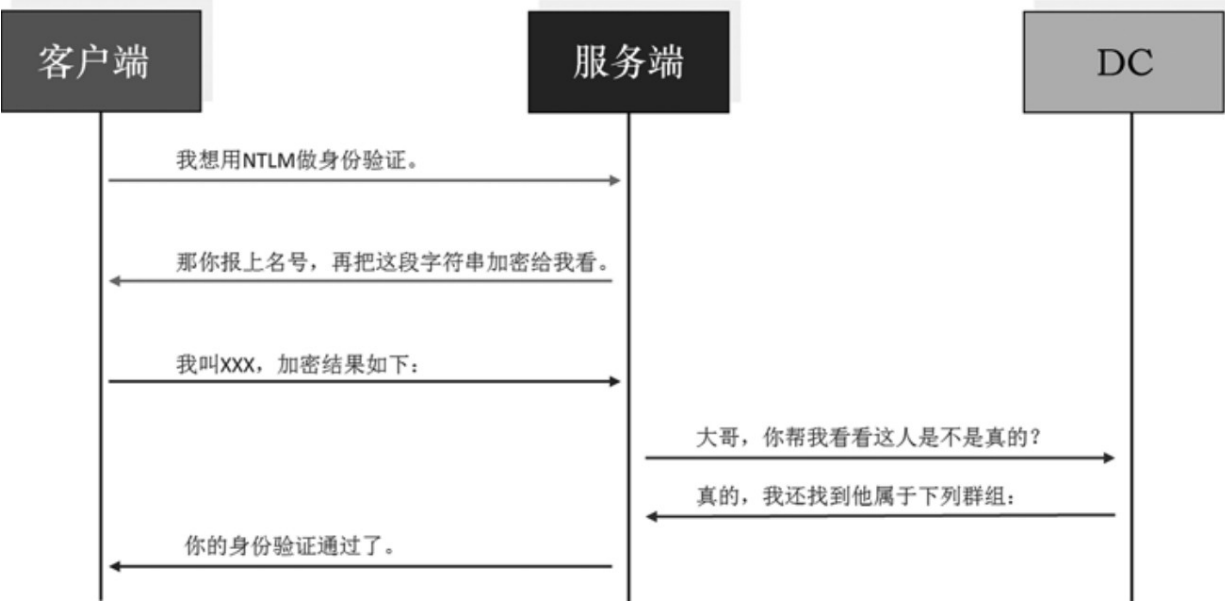 客户端
服务端
DC
我想用NTLM做身份验证。
那你报上名号，再把这段字符串加密给我看。
我叫XXX，加密结果如下：
大哥，你帮我看看这人是不是真的？
真的，我还找到他属于下列群组：
你的身份验证通过了。